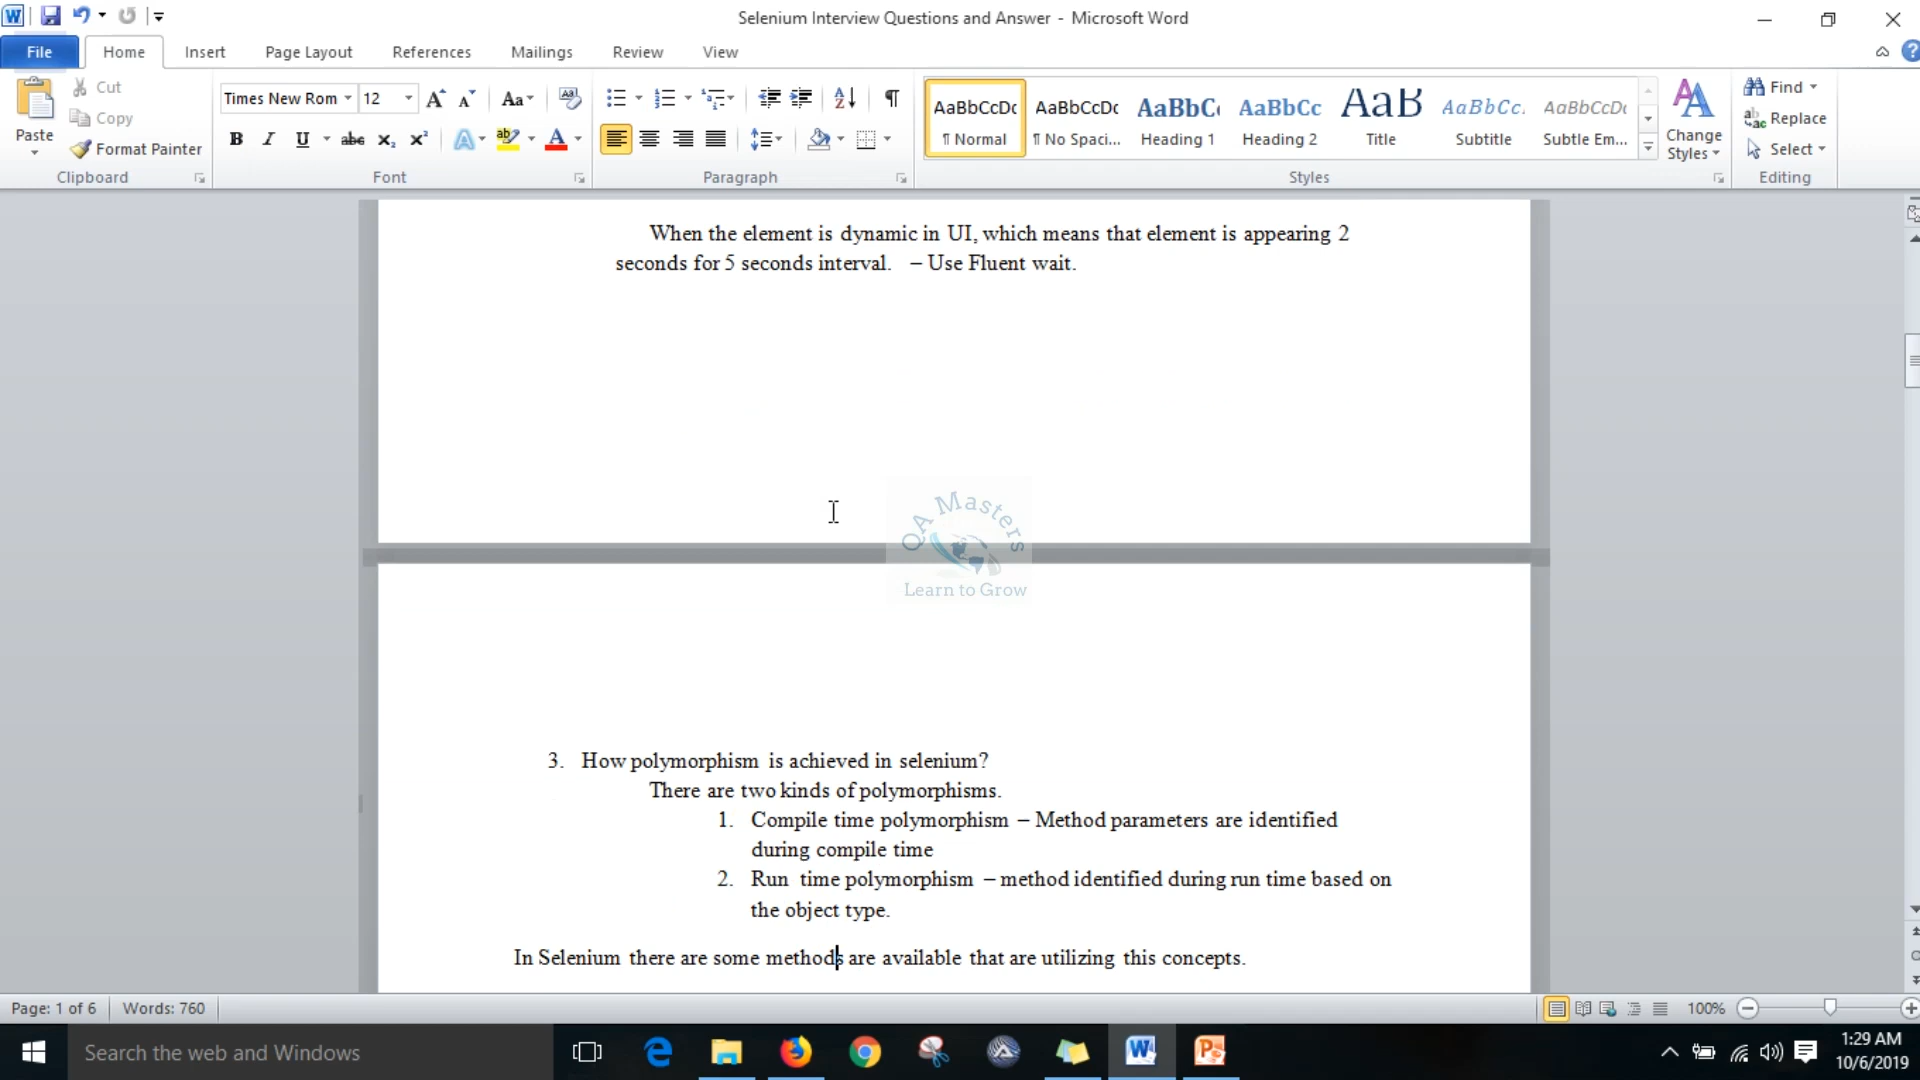 Selenium Interview Questions and Answer - Microsoft Word
File Home Insert Page Layout References Mailings Review View
Paste
Cut
Copy
Format Painter
Clipboard
Times New Rom 12
Font
Paragraph
AaBbCcDc AaBbCcDc AaBbC AaBbCc AaB AaBbCc. AaBbCcDc
¶ Normal ¶ No Spaci... Heading 1 Heading 2 Title Subtitle Subtle Em...
Styles
Change Styles
Find
Replace
Select
Editing
When the element is dynamic in UI, which means that element is appearing 2
seconds for 5 seconds interval. – Use Fluent wait.
QA Masters
Learn to Grow
3. How polymorphism is achieved in selenium?
There are two kinds of polymorphisms.
1. Compile time polymorphism – Method parameters are identified
during compile time
2. Run time polymorphism – method identified during run time based on
the object type.
In Selenium there are some methods are available that are utilizing this concepts.
Page: 1 of 6 Words: 760 100%
Search the web and Windows
1:29 AM
10/6/2019